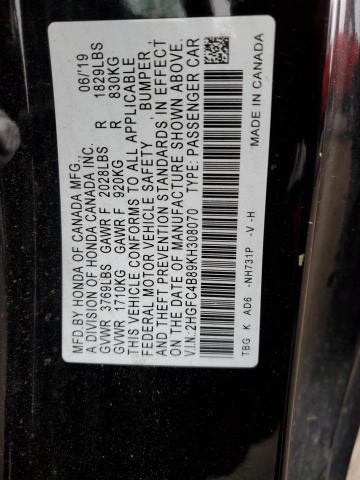 MFD. BY HONDA OF CANADA MFG., 06/'19
A DIVISION OF HONDA CANADA INC.
GVWR 3769LBS GAWR F 2028LBS R 1829LBS
GVWR 1710KG GAWR F 920KG R 830KG
THIS VEHICLE CONFORMS TO ALL APPLICABLE
FEDERAL MOTOR VEHICLE SAFETY, BUMPER,
AND THEFT PREVENTION STANDARDS IN EFFECT
ON THE DATE OF MANUFACTURE SHOWN ABOVE.
V.I.N.:2HGFC4B89KH308070 TYPE: PASSENGER CAR
TBG K AD6 -NH731P -V -H MADE IN CANADA